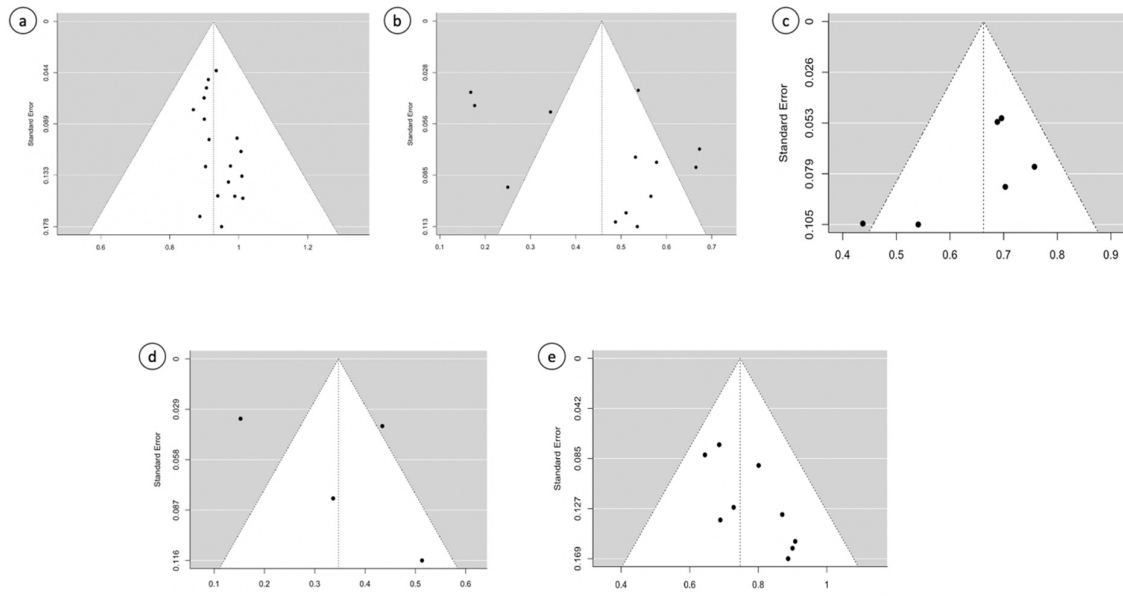 a
Standard Error
0
0.044
0.089
0.133
0.178
0.6 0.8 1 1.2
b
Standard Error
0
0.028
0.056
0.085
0.113
0.1 0.2 0.3 0.4 0.5 0.6 0.7
c
Standard Error
0
0.026
0.053
0.079
0.105
0.4 0.5 0.6 0.7 0.8 0.9
d
Standard Error
0
0.029
0.058
0.087
0.116
0.1 0.2 0.3 0.4 0.5 0.6
e
Standard Error
0
0.042
0.085
0.127
0.169
0.4 0.6 0.8 1